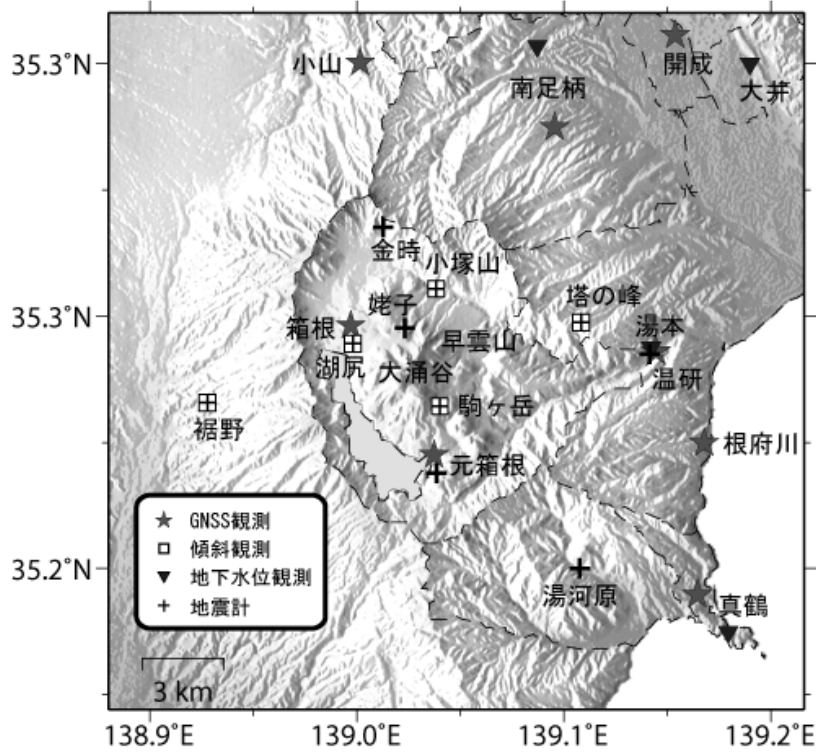 35.3˚N
小山
開成
大井
南足柄
金時
小塚山
姥子
塔の峰
35.3˚N
箱根
湯本
早雲山
湖尻
大涌谷
温研
駒ヶ岳
裾野
根府川
元箱根
GNSS観測
傾斜観測
地下水位観測
地震計
35.2˚N
湯河原
真鶴
3 km
138.9˚E
139.0˚E
139.1˚E
139.2˚E